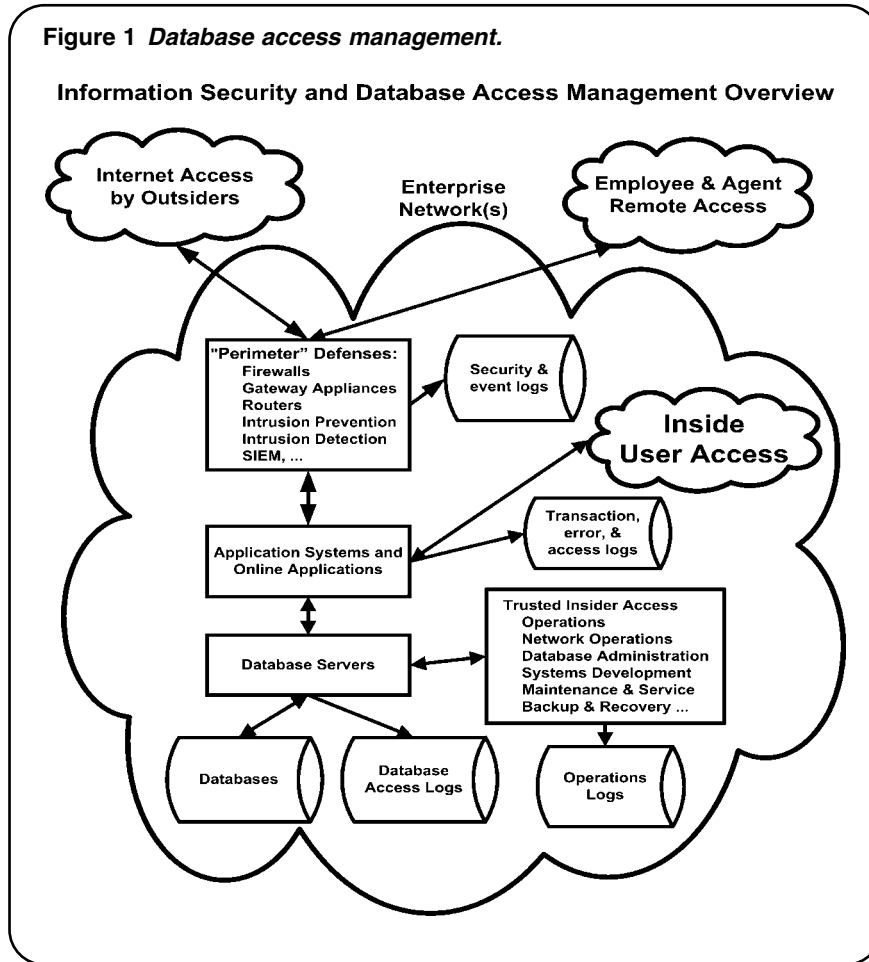 Figure 1 Database access management.
Information Security and Database Access Management Overview
Internet Access
by Outsiders
Enterprise
Network(s)
Employee & Agent
Remote Access
"Perimeter” Defenses:
Firewalls
Gateway Appliances
Routers
Intrusion Prevention
Intrusion Detection
SIEM, ...
Security &
event logs
Inside
User Access
Transaction,
error, &
access logs
Application Systems and
Online Applications
Trusted Insider Access
Operations
Network Operations
Database Administration
Systems Development
Maintenance & Service
Backup & Recovery ...
Database Servers
Databases
Database
Access Logs
Operations
Logs